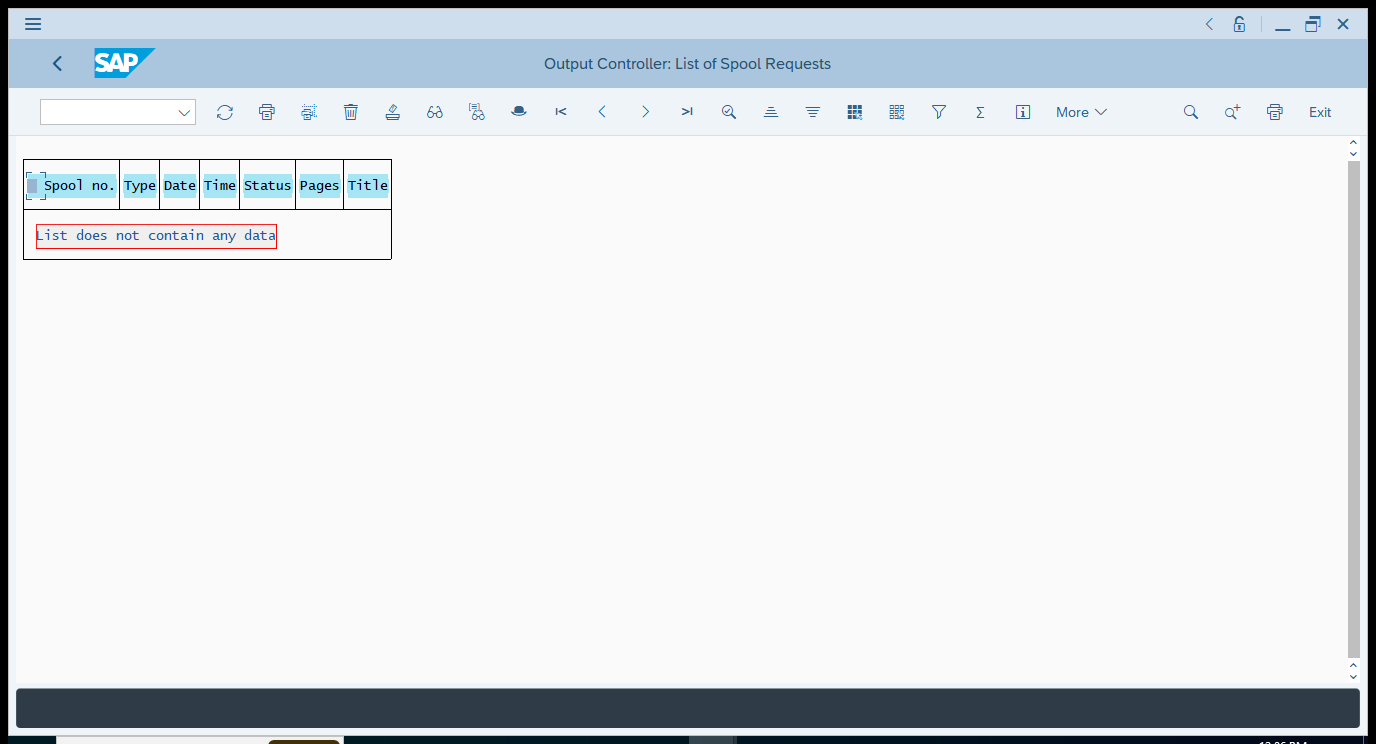 SAP
Output Controller: List of Spool Requests
More
Exit
Spool no. Type Date Time Status Pages Title
List does not contain any data